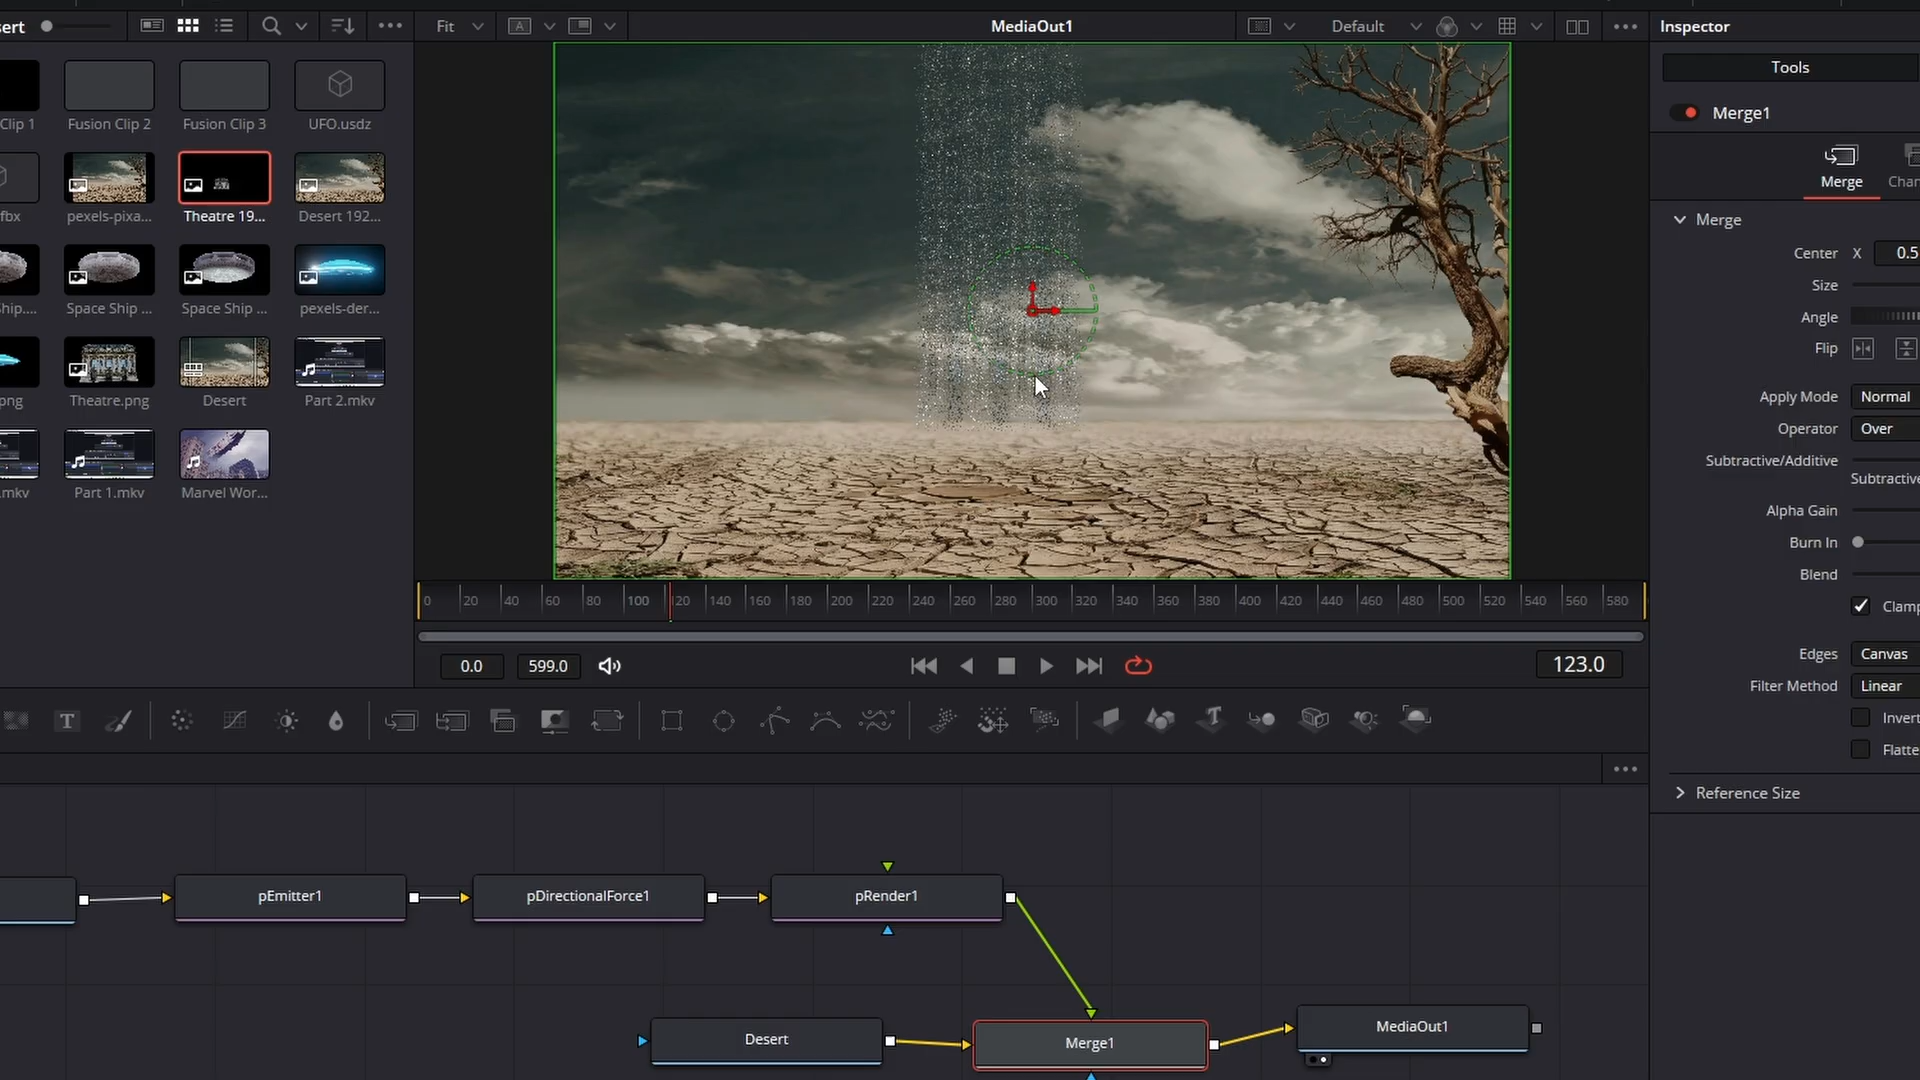 ert
Fit
A
MediaOut1
Default
Inspector
Clip 1
Fusion Clip 2
Fusion Clip 3
UFO.usdz
fbx
pexels-pixa...
Theatre 19...
Desert 192...
Ship....
Space Ship ...
Space Ship ...
pexels-der...
png
Theatre.png
Desert
Part 2.mkv
.mkv
Part 1.mkv
Marvel Wor...
Tools
Merge1
Merge
Chan
Merge
Center X 0.5
Size
Angle
Flip
Apply Mode Normal
Operator Over
Subtractive/Additive
Subtractive
Alpha Gain
Burn In
Blend
Clamp
Edges Canvas
Filter Method Linear
Invert
Flatte
Reference Size
0 20 40 60 80 100 120 140 160 180 200 220 240 260 280 300 320 340 360 380 400 420 440 460 480 500 520 540 560 580
0.0 599.0 123.0
T
T
pEmitter1
pDirectionalForce1
pRender1
Desert
Merge1
MediaOut1